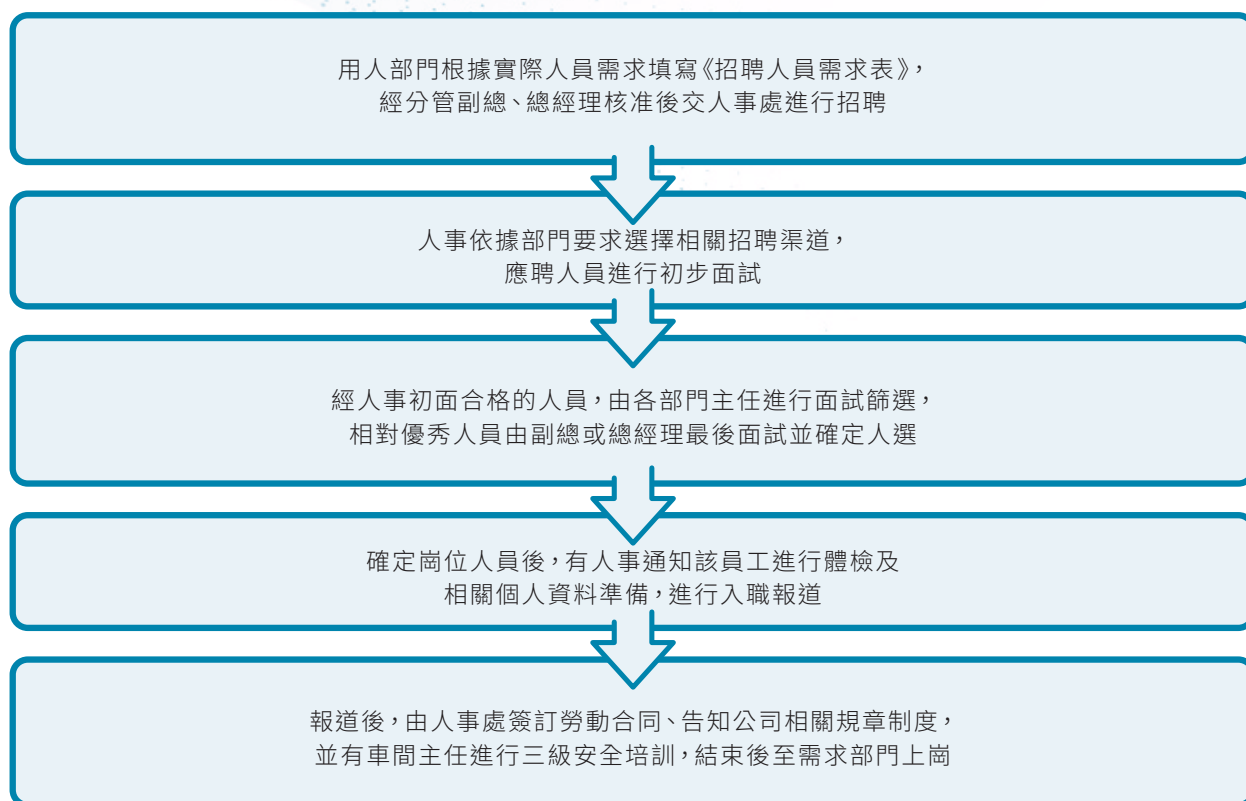 用人部門根據實際人員需求填寫《招聘人員需求表》，
經分管副總、總經理核准後交人事處進行招聘
人事依據部門要求選擇相關招聘渠道，
應聘人員進行初步面試
經人事初面合格的人員，由各部門主任進行面試篩選，
相對優秀人員由副總或總經理最後面試並確定人選
確定崗位人員後，有人事通知該員工進行體檢及
相關個人資料準備，進行入職報道
報道後，由人事處簽訂勞動合同、告知公司相關規章制度，
並有車間主任進行三級安全培訓，結束後至需求部門上崗